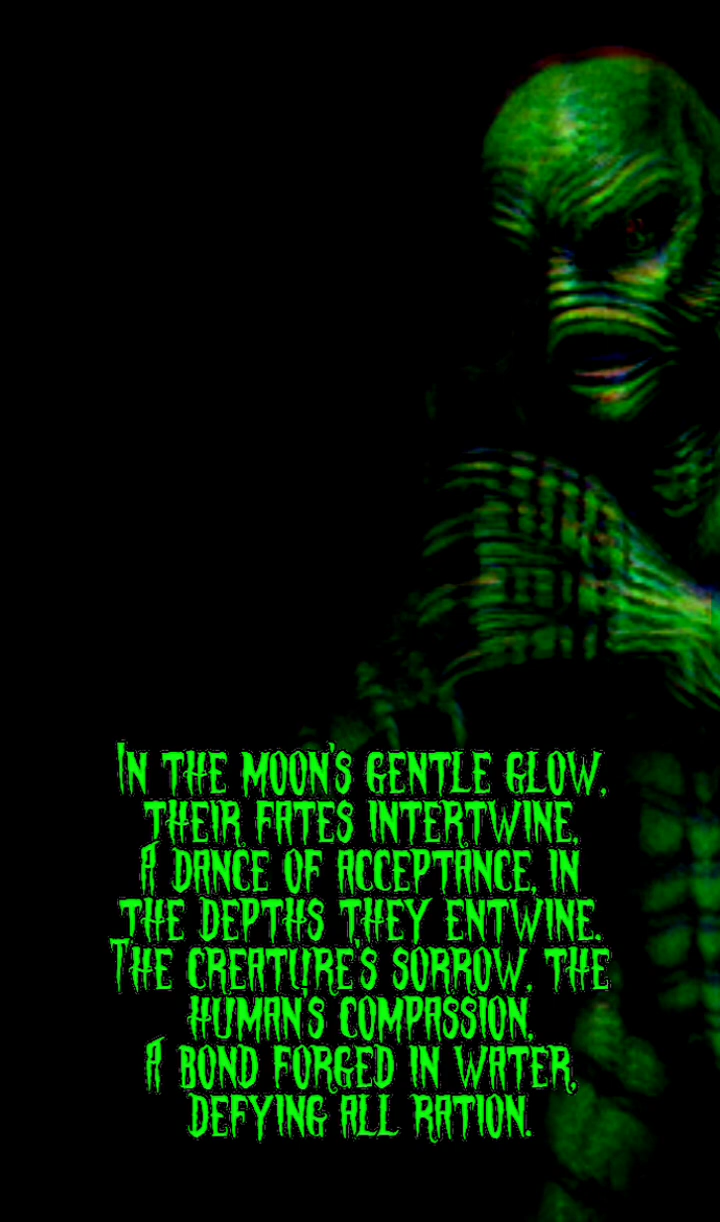 In the moon's gentle glow,
their fates intertwine,
A dance of acceptance, in
the depths they entwine.
The creature's sorrow, the
human's compassion,
A bond forged in water,
defying all ration.